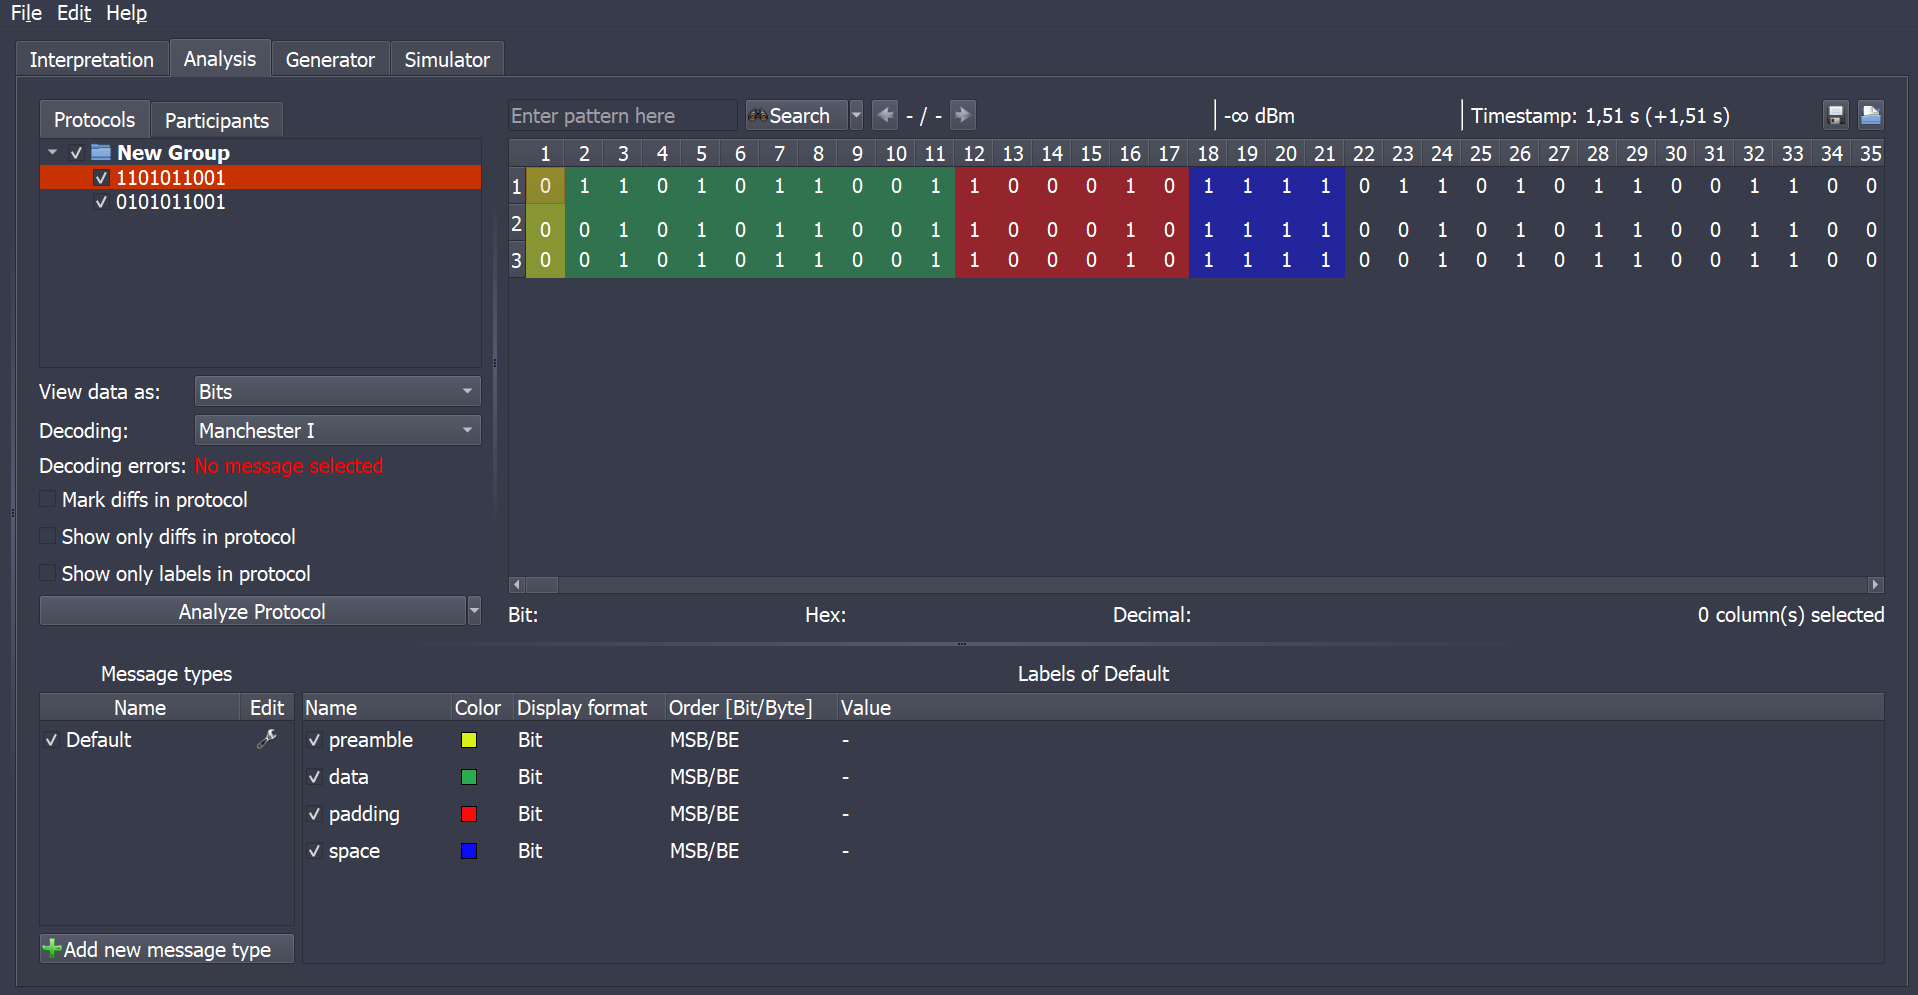 File Edit Help
Interpretation Analysis Generator Simulator
Protocols Participants
New Group
1101011001
0101011001
View data as: Bits
Decoding: Manchester I
Decoding errors: No message selected
Mark diffs in protocol
Show only diffs in protocol
Show only labels in protocol
Analyze Protocol
Enter pattern here Search - / - -∞ dBm Timestamp: 1,51 s (+1,51 s)
1 2 3 4 5 6 7 8 9 10 11 12 13 14 15 16 17 18 19 20 21 22 23 24 25 26 27 28 29 30 31 32 33 34 35
1 0 1 1 0 1 0 1 1 0 0 1 1 0 0 0 1 0 1 1 1 1 0 1 1 0 1 0 1 1 0 0 1 1 0 0
2 0 0 1 0 1 0 1 1 0 0 1 1 0 0 0 1 0 1 1 1 1 0 0 1 0 1 0 1 1 0 0 1 1 0 0
3 0 0 1 0 1 0 1 1 0 0 1 1 0 0 0 1 0 1 1 1 1 0 0 1 0 1 0 1 1 0 0 1 1 0 0
Bit: Hex: Decimal: 0 column(s) selected
Message types
Name Edit
Default
Add new message type
Labels of Default
Name Color Display format Order [Bit/Byte] Value
preamble Bit MSB/BE -
data Bit MSB/BE -
padding Bit MSB/BE -
space Bit MSB/BE -